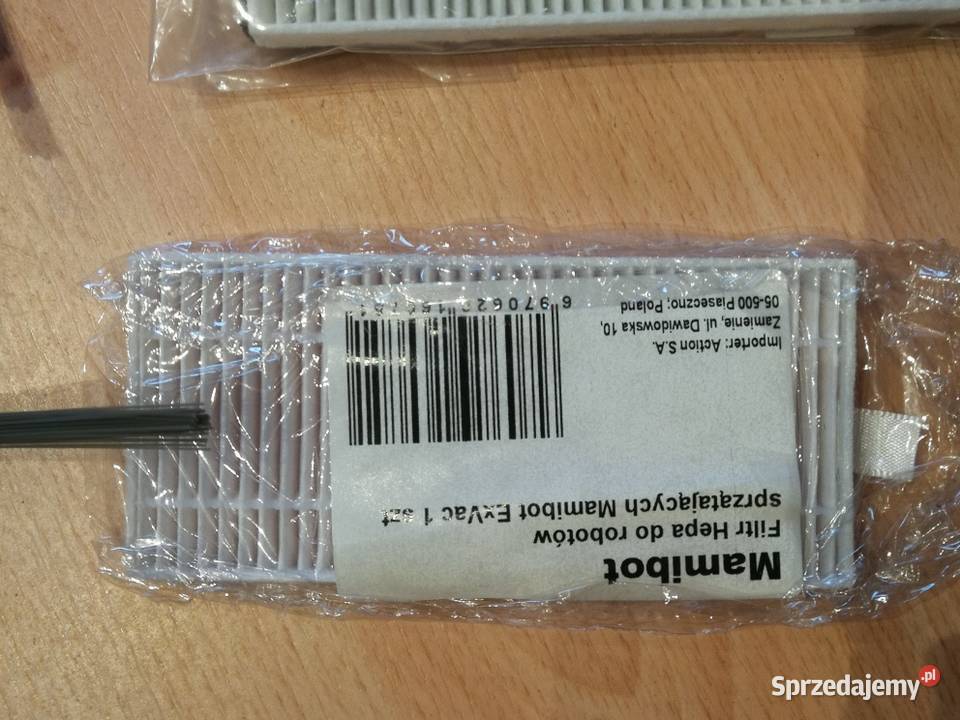 Mamibot
Filtr Hepa do robotów
sprzątających Mamibot ExVac 1 szt
Importer: Action S.A.
Zamienie, ul. Dawidowska 10,
05-600 Piaseczno; Poland
Sprzedajemy.pl